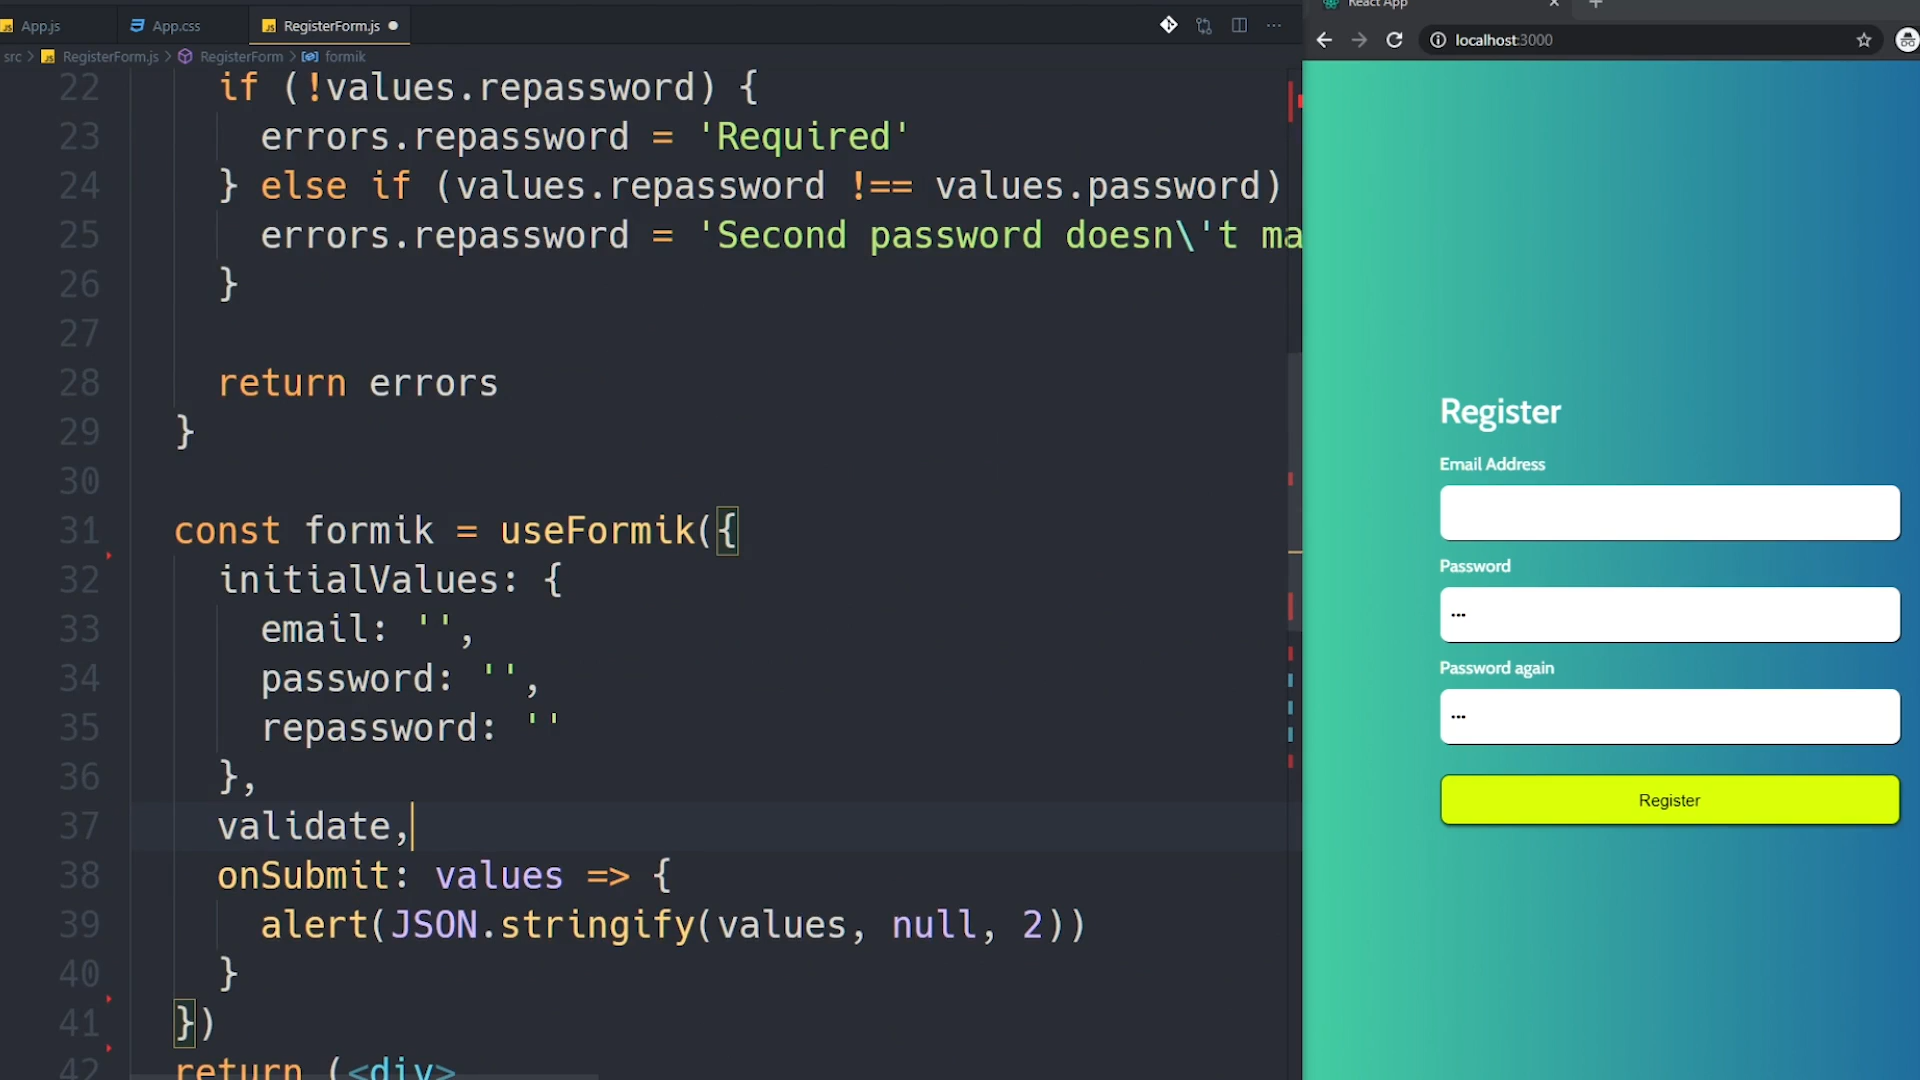 App.js
App.css
RegisterForm.js
React App
localhost:3000
src > RegisterForm.js > RegisterForm > formik
22 if (!values.repassword) {
23 errors.repassword = 'Required'
24 } else if (values.repassword !== values.password)
25 errors.repassword = 'Second password doesn\'t ma
26 }
27
28 return errors
29 }
30
31 const formik = useFormik({
32 initialValues: {
33 email: '',
34 password: '',
35 repassword: ''
36 },
37 validate,
38 onSubmit: values => {
39 alert(JSON.stringify(values, null, 2))
40 }
41 })
42 return (<div>
Register
Email Address
Password
•••
Password again
•••
Register